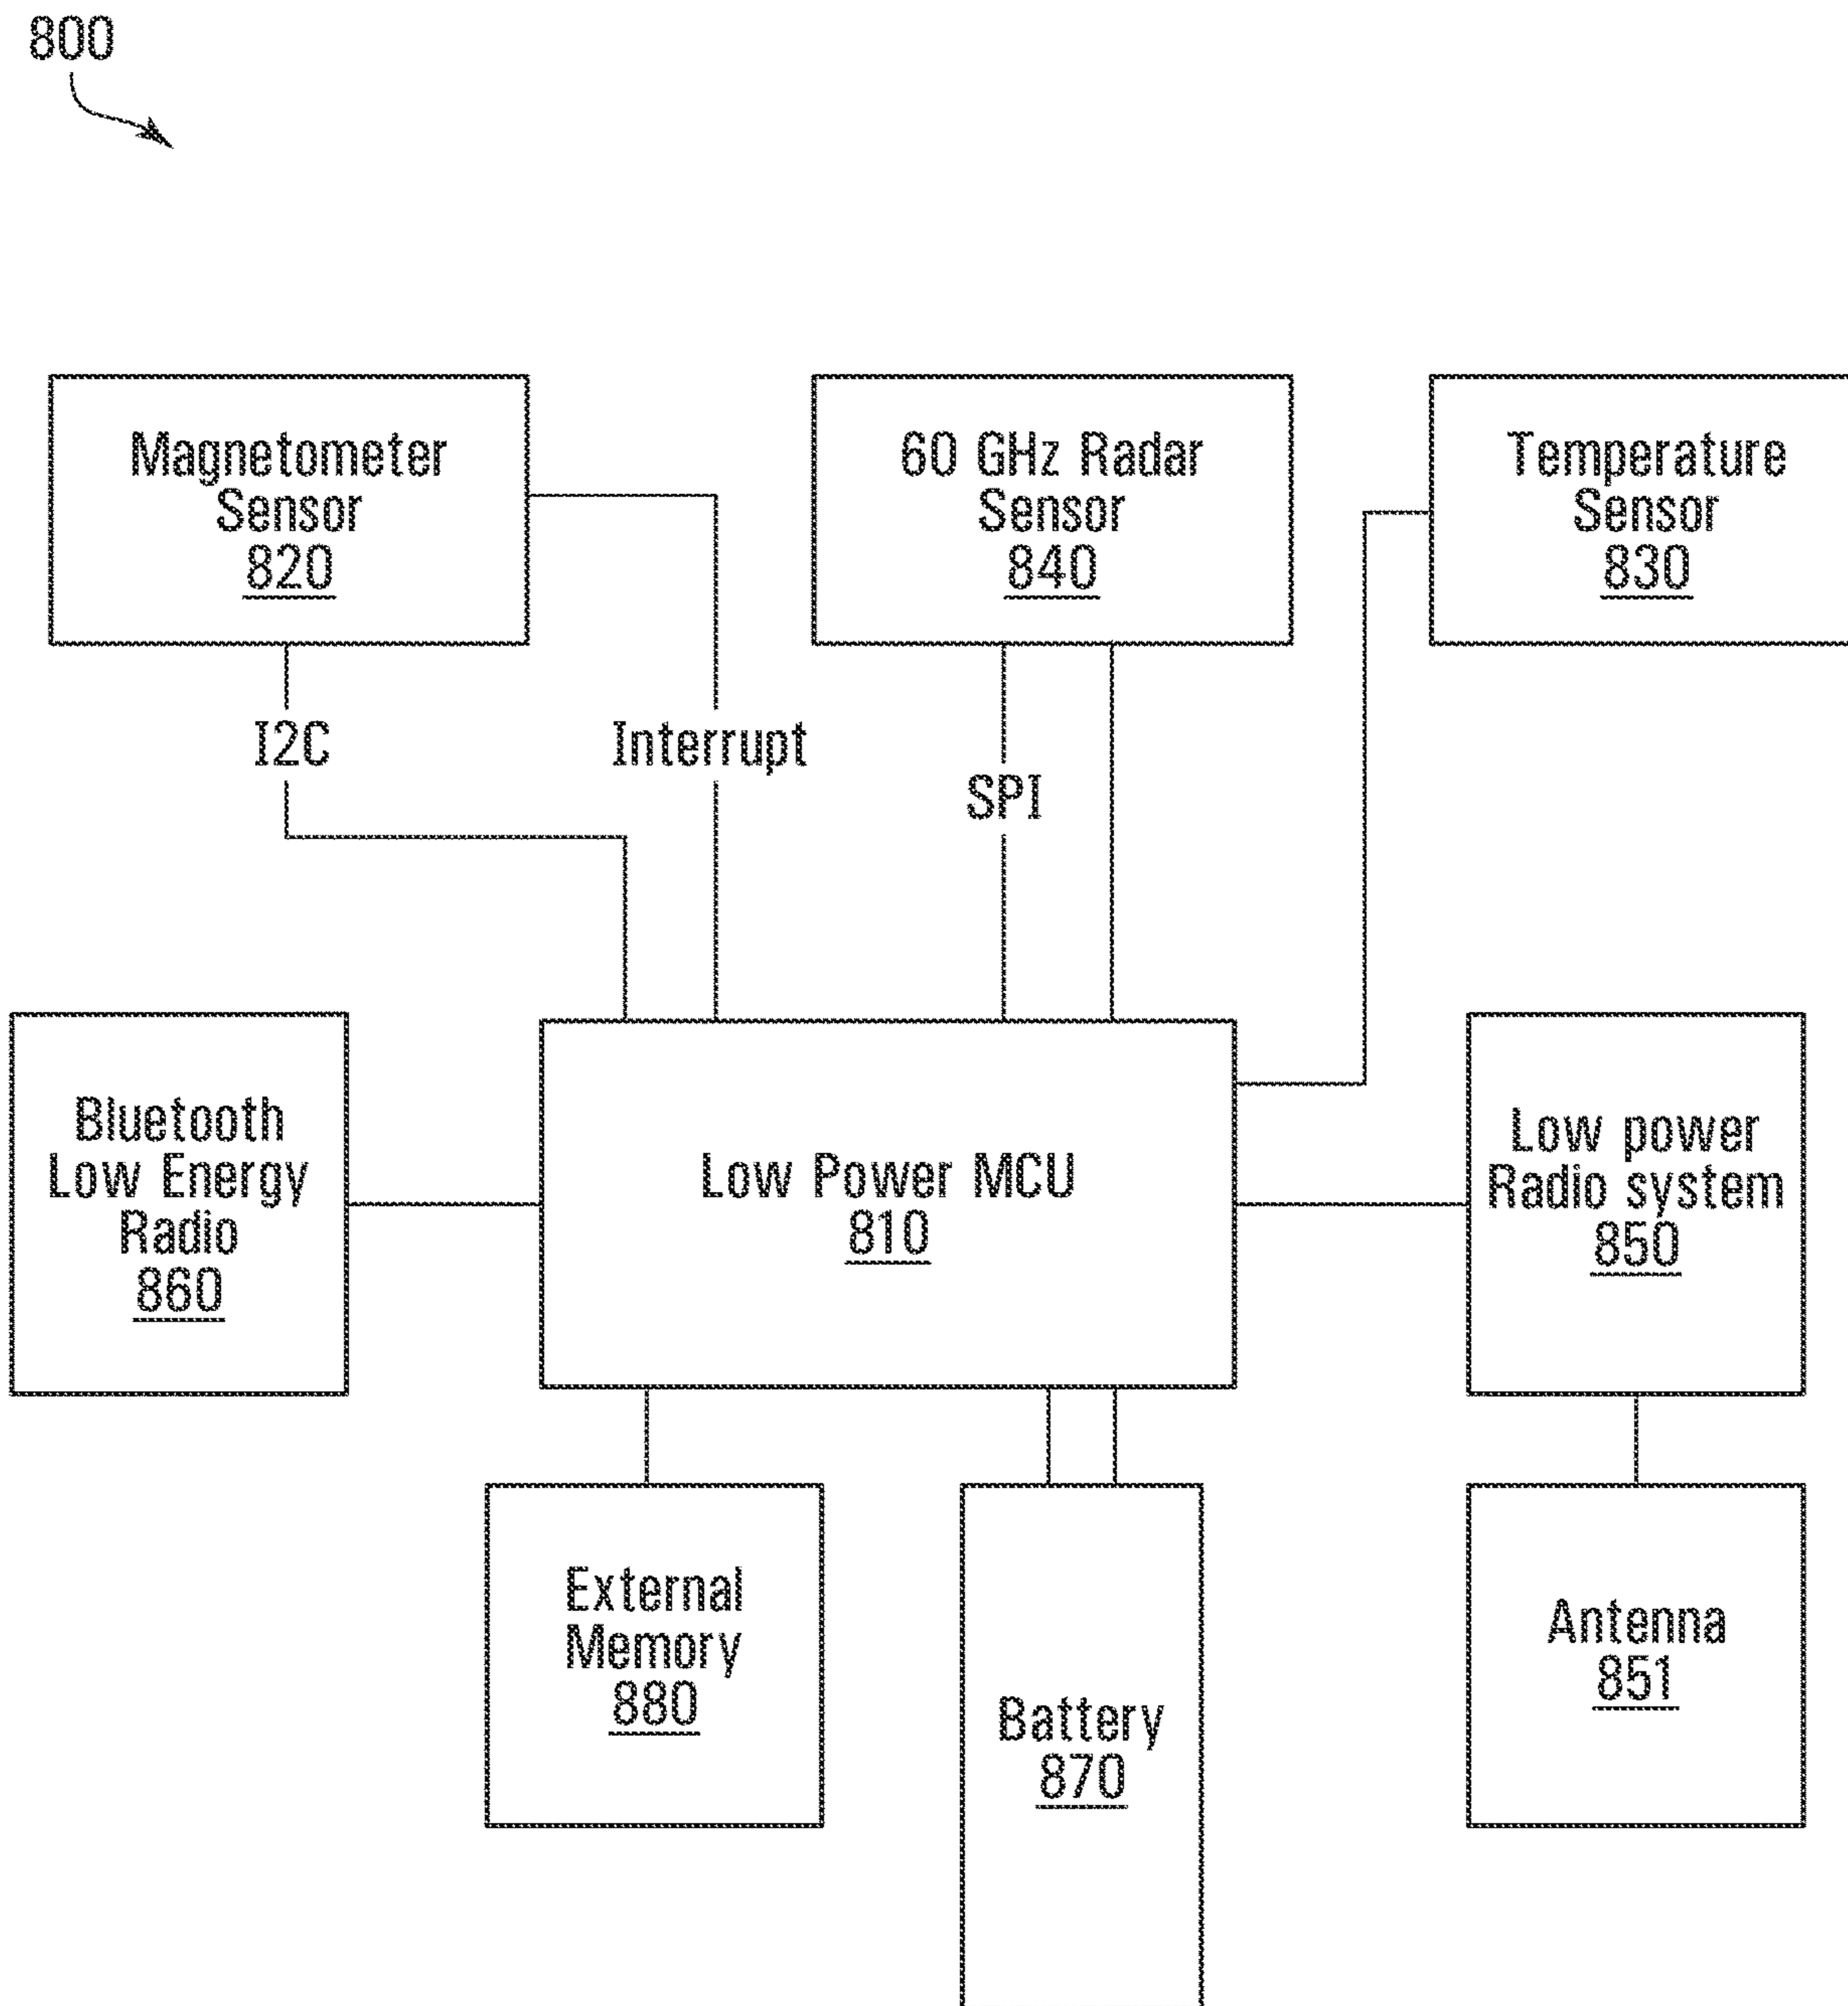 800
Magnetometer
Sensor
820
60 GHz Radar
Sensor
840
Temperature
Sensor
830
I2C
Interrupt
SPI
Bluetooth
Low Energy
Radio
860
Low Power MCU
810
Low power
Radio system
850
External
Memory
880
Battery
870
Antenna
851